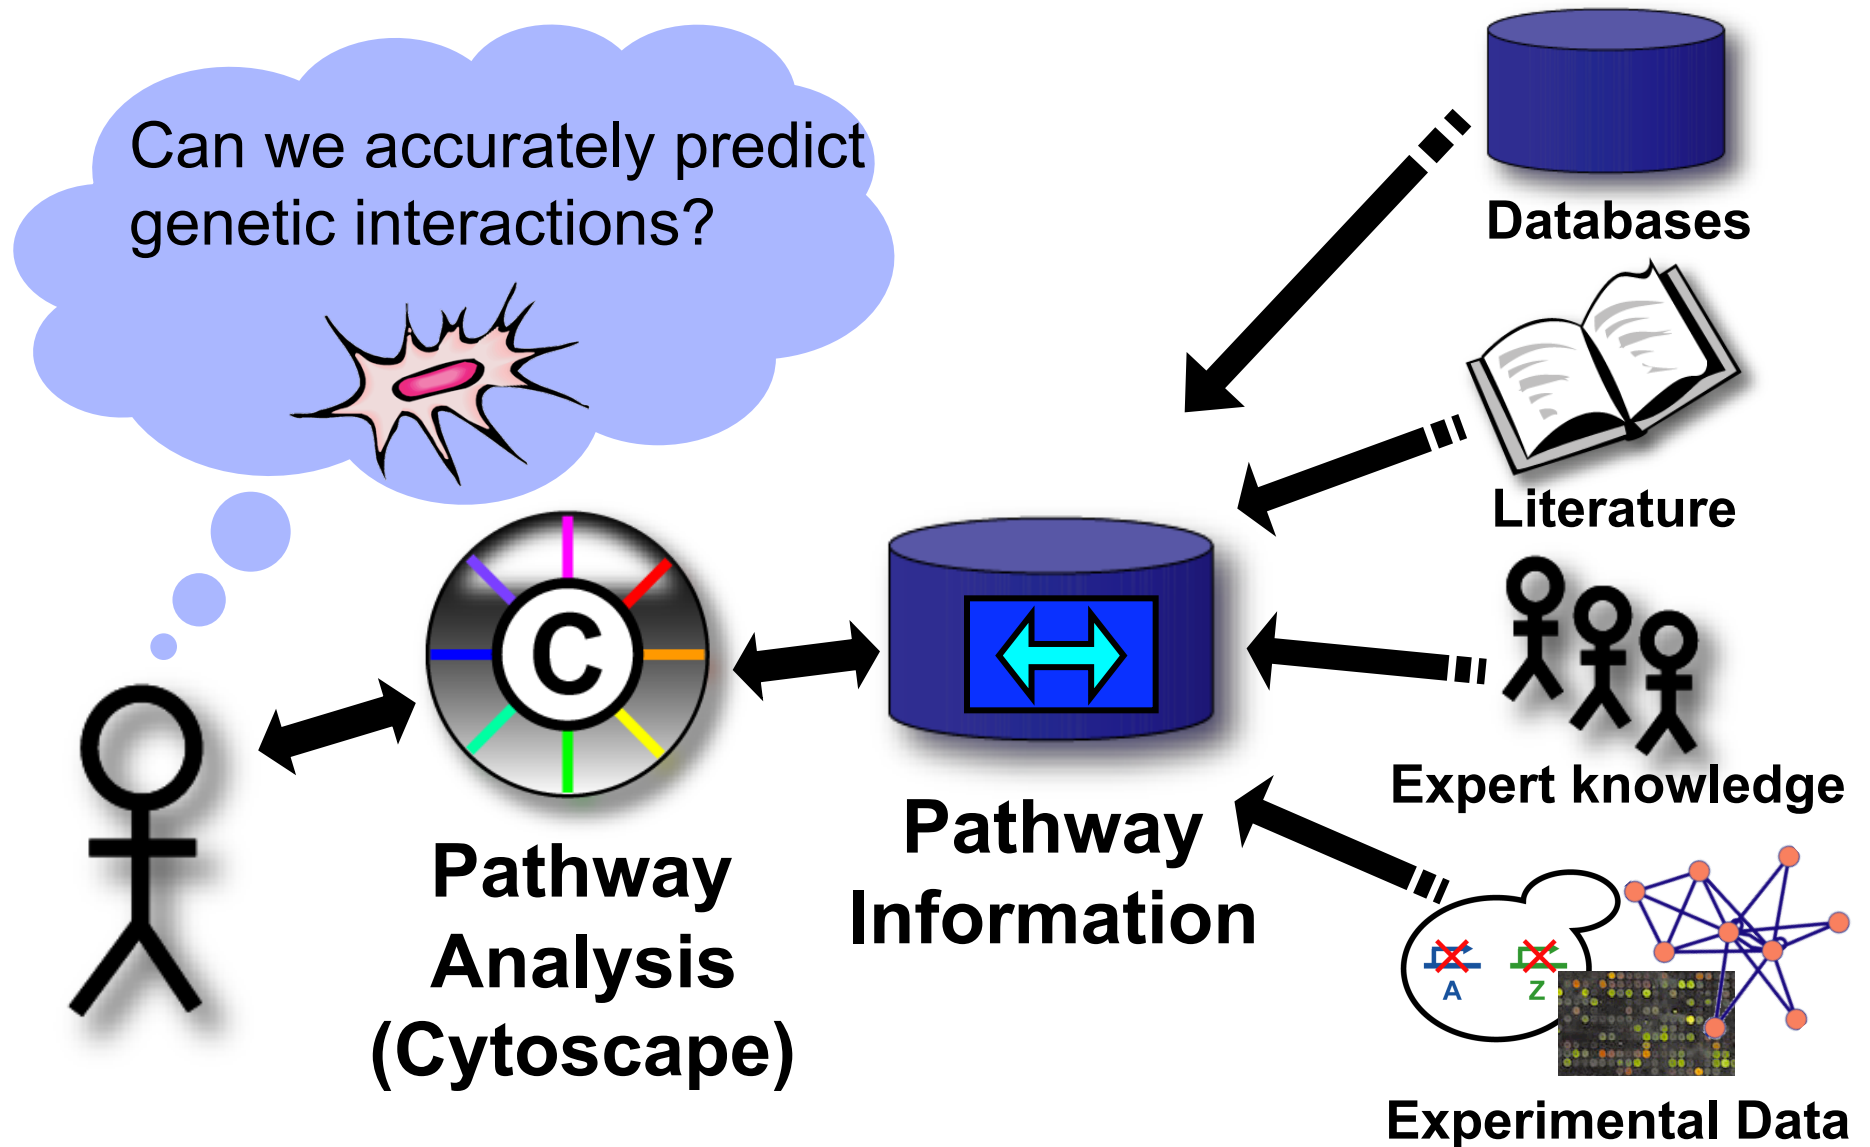 Can we accurately predict
genetic interactions?
Databases
Literature
Expert knowledge
C
Pathway
Analysis
(Cytoscape)
Pathway
Information
A
Z
Experimental Data